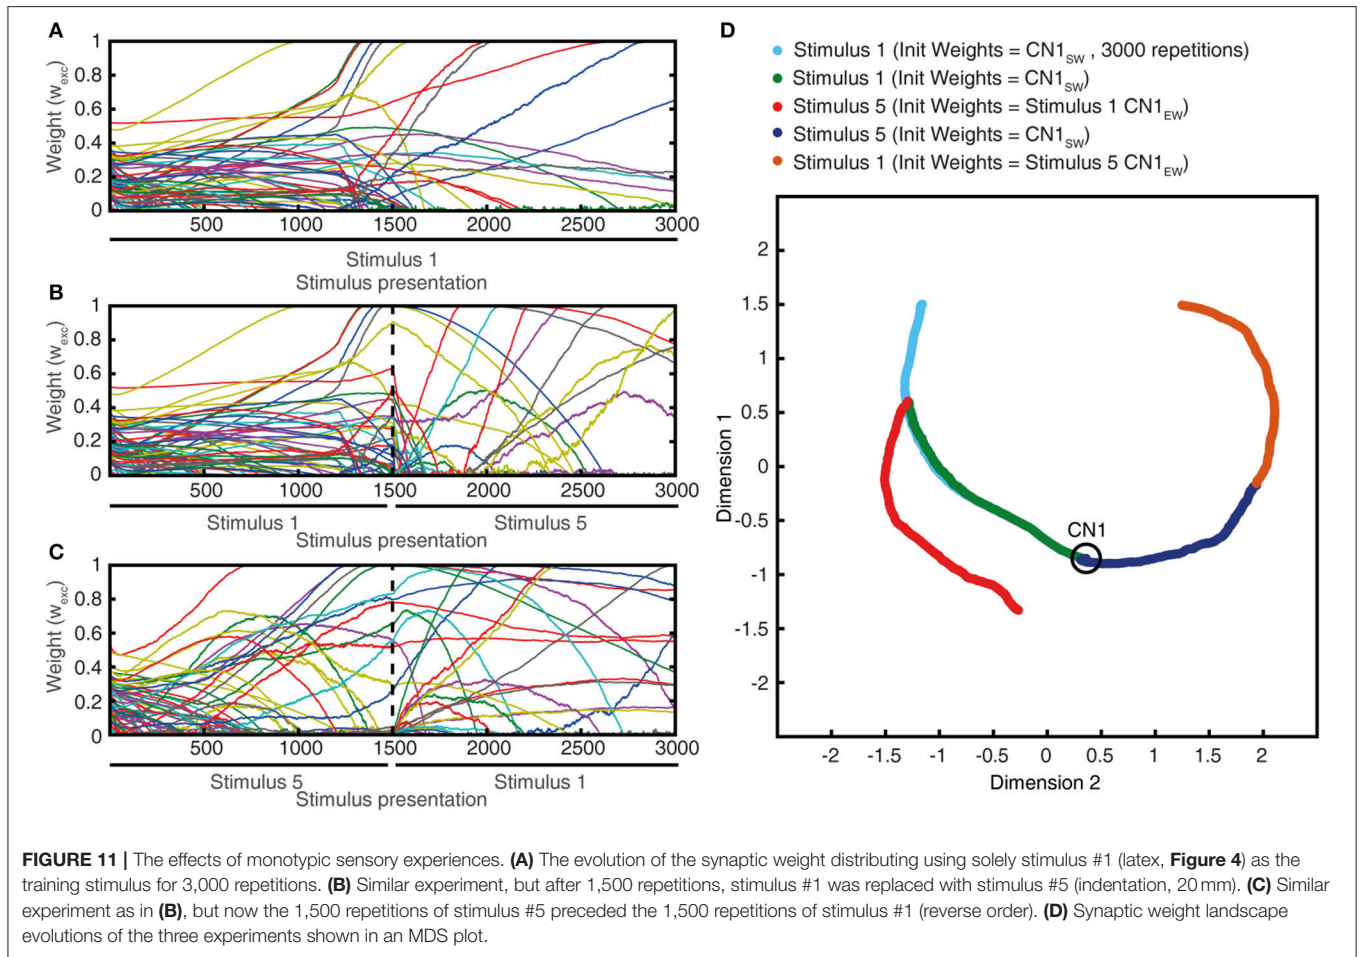 A
Weight (w_exc)
1
0.8
0.6
0.4
0.2
0
500 1000 1500 2000 2500 3000
Stimulus 1
Stimulus presentation
B
Weight (w_exc)
1
0.8
0.6
0.4
0.2
0
500 1000 1500 2000 2500 3000
Stimulus 1 Stimulus 5
Stimulus presentation
C
Weight (w_exc)
1
0.8
0.6
0.4
0.2
0
500 1000 1500 2000 2500 3000
Stimulus 5 Stimulus 1
Stimulus presentation
D
Stimulus 1 (Init Weights = CN1_SW , 3000 repetitions)
Stimulus 1 (Init Weights = CN1_SW)
Stimulus 5 (Init Weights = Stimulus 1 CN1_EW)
Stimulus 5 (Init Weights = CN1_SW)
Stimulus 1 (Init Weights = Stimulus 5 CN1_EW)
Dimension 1
2
1.5
1
0.5
0
-0.5
-1
-1.5
-2
CN1
-2 -1.5 -1 -0.5 0 0.5 1 1.5 2
Dimension 2
FIGURE 11 | The effects of monotypic sensory experiences. (A) The evolution of the synaptic weight distributing using solely stimulus #1 (latex, Figure 4) as the
training stimulus for 3,000 repetitions. (B) Similar experiment, but after 1,500 repetitions, stimulus #1 was replaced with stimulus #5 (indentation, 20 mm). (C) Similar
experiment as in (B), but now the 1,500 repetitions of stimulus #5 preceded the 1,500 repetitions of stimulus #1 (reverse order). (D) Synaptic weight landscape
evolutions of the three experiments shown in an MDS plot.